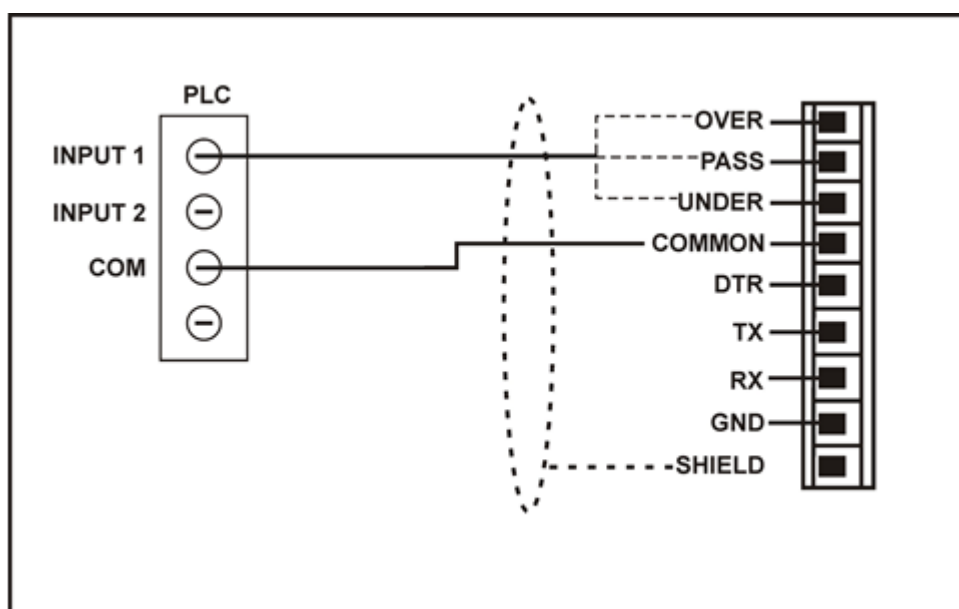 PLC
INPUT 1
INPUT 2
COM
OVER
PASS
UNDER
COMMON
DTR
TX
RX
GND
SHIELD